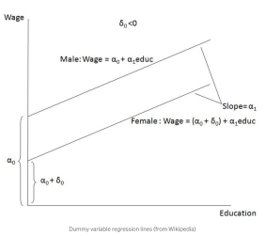 Wage
δ₀<0
Male: Wage = α₀ + α₁educ
Slope=α₁
Female : Wage = (α₀ + δ₀) + α₁educ
α₀
α₀ + δ₀
Education
Dummy variable regression lines (from Wikipedia)